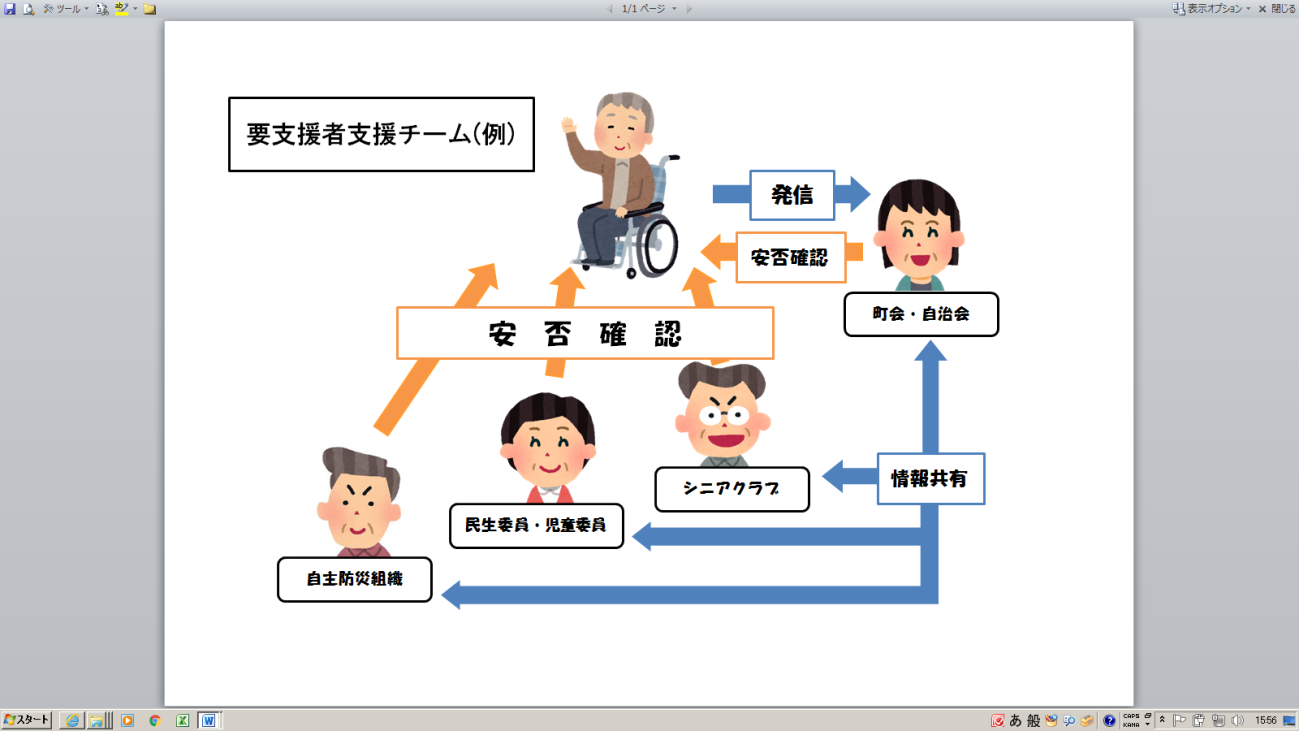 ツール
1/1 ページ
表示オプション
閉じる
要支援者支援チーム(例)
発信
安否確認
町会・自治会
安 否 確 認
シニアクラブ
情報共有
民生委員・児童委員
自主防災組織
スタート
あ 般
CAPS
KANA
15:56